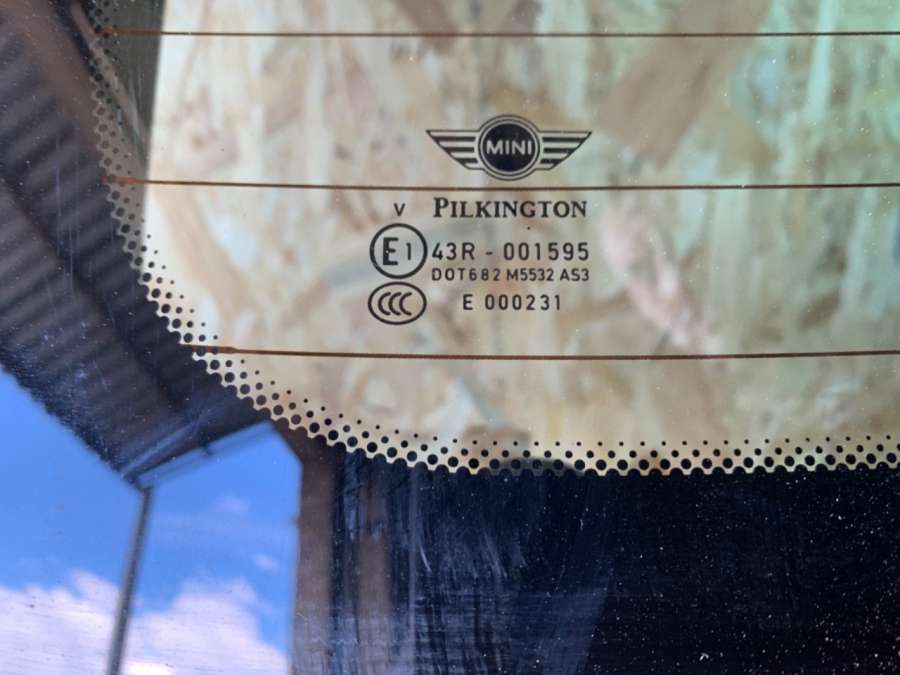 MINI
V PILKINGTON
E1 43R - 001595
DOT682 M5532 AS3
CCC E 000231